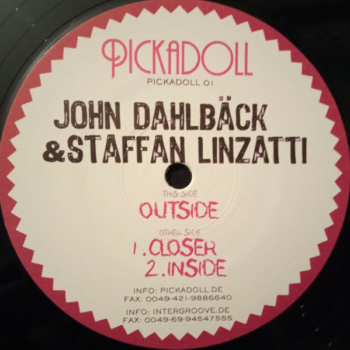 PICKADOLL
PICKADOLL 01
JOHN DAHLBÄCK
&STAFFAN LINZATTI
THIS SIDE
OUTSIDE
OTHER SIDE
1.CLOSER
2.INSIDE
INFO: PICKADOLL.DE
FAX: 0049-421-9886640
INFO: INTERGROOVE.DE
FAX: 0049-69-94547555